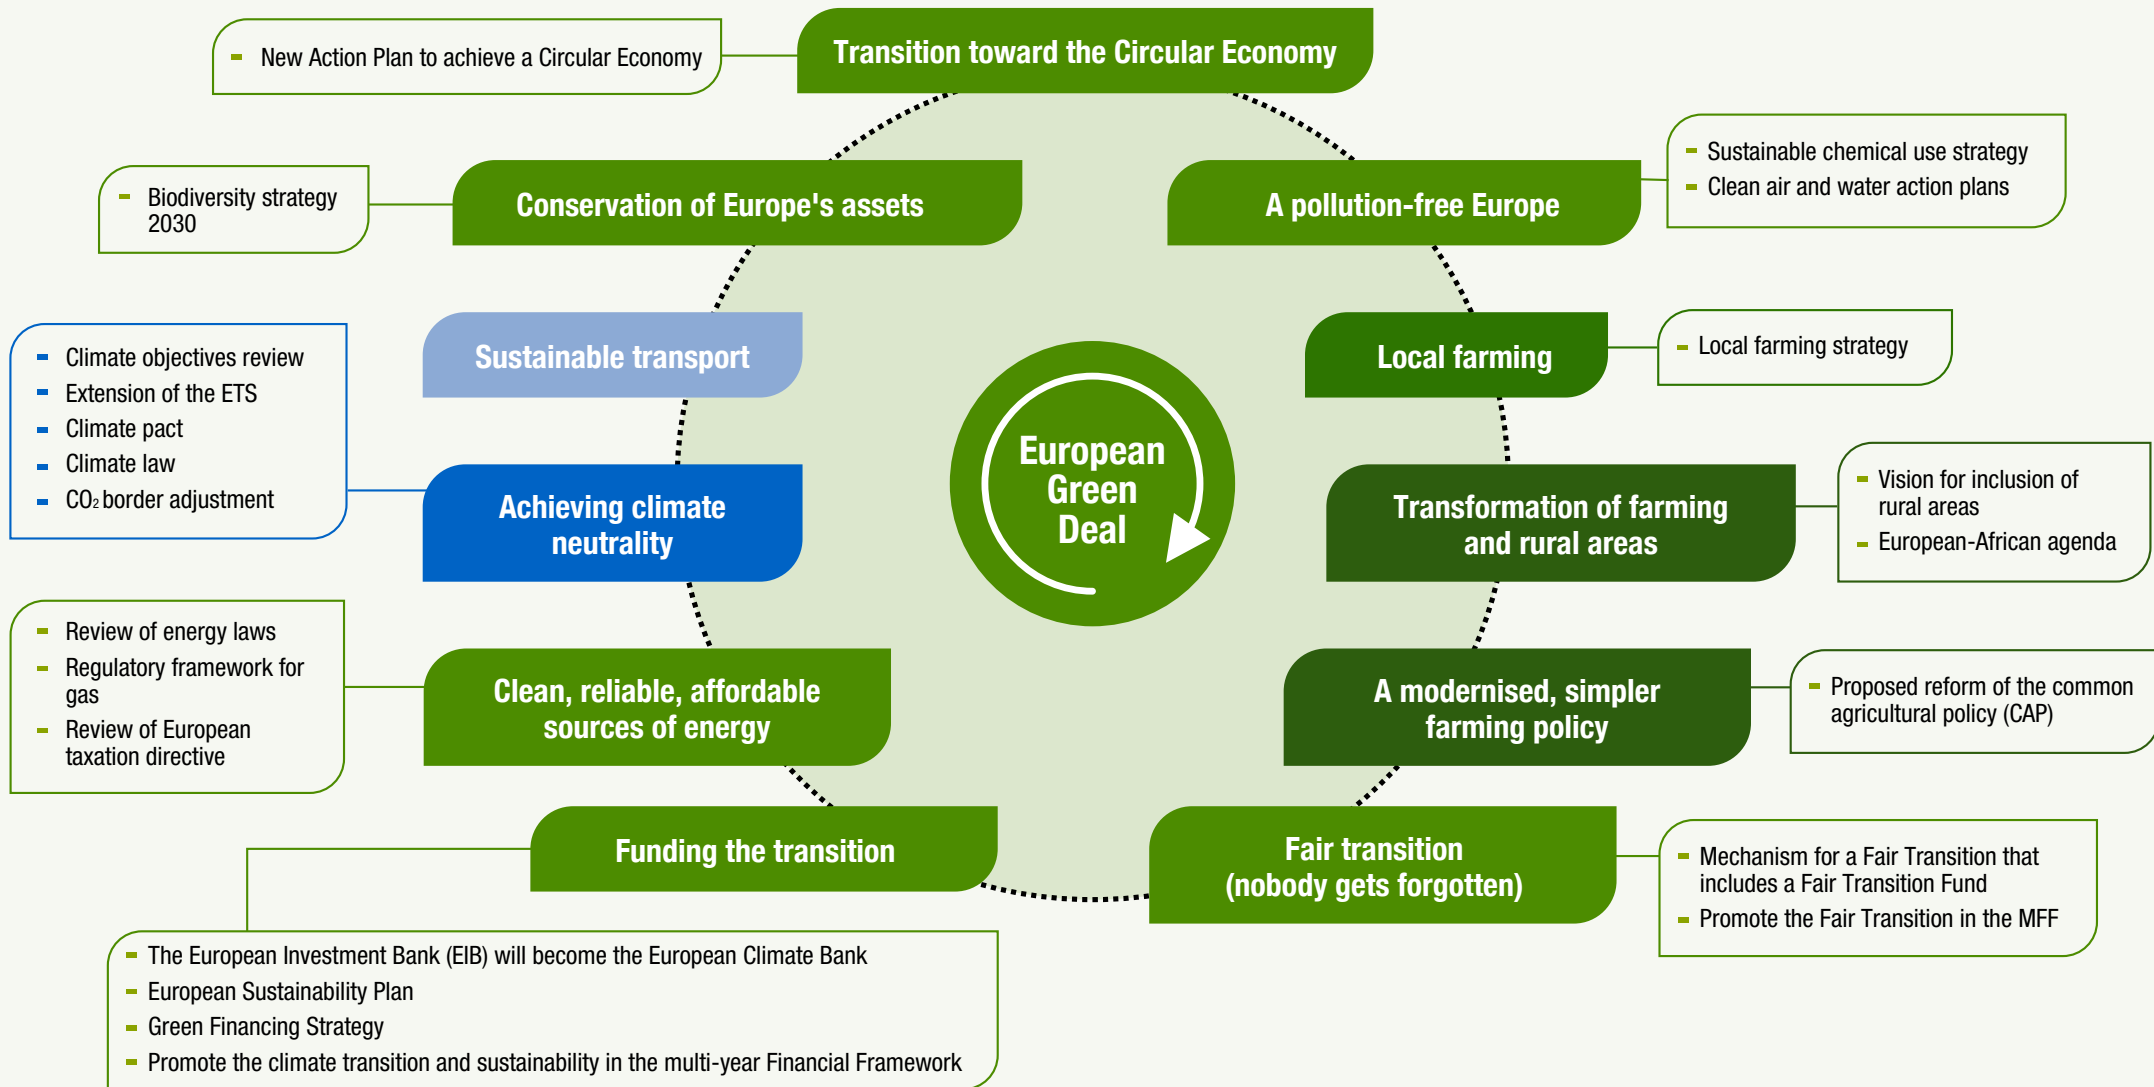 New Action Plan to achieve a Circular Economy
Transition toward the Circular Economy
Biodiversity strategy
2030
Conservation of Europe's assets
A pollution-free Europe
Sustainable chemical use strategy
Clean air and water action plans
Sustainable transport
Local farming
Local farming strategy
Climate objectives review
Extension of the ETS
Climate pact
Climate law
CO₂ border adjustment
Achieving climate
neutrality
European
Green
Deal
Transformation of farming
and rural areas
Vision for inclusion of
rural areas
European-African agenda
Review of energy laws
Regulatory framework for
gas
Review of European
taxation directive
Clean, reliable, affordable
sources of energy
A modernised, simpler
farming policy
Proposed reform of the common
agricultural policy (CAP)
Funding the transition
Fair transition
(nobody gets forgotten)
Mechanism for a Fair Transition that
includes a Fair Transition Fund
Promote the Fair Transition in the MFF
The European Investment Bank (EIB) will become the European Climate Bank
European Sustainability Plan
Green Financing Strategy
Promote the climate transition and sustainability in the multi-year Financial Framework